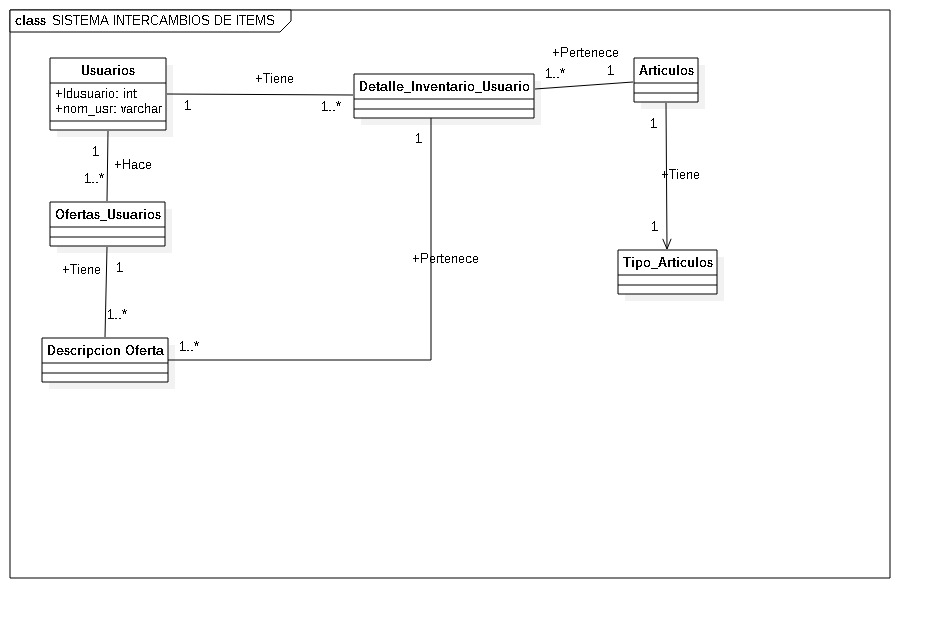 class SISTEMA INTERCAMBIOS DE ITEMS
Usuarios
+Idusuario: int
+nom_usr: varchar
+Tiene
1
1..*
Detalle_Inventario_Usuario
+Pertenece
1..*
1
Articulos
1
+Hace
1..*
1
1
+Tiene
Ofertas_Usuarios
1
Tipo_Articulos
+Tiene
1
+Pertenece
1..*
Descripcion Oferta
1..*